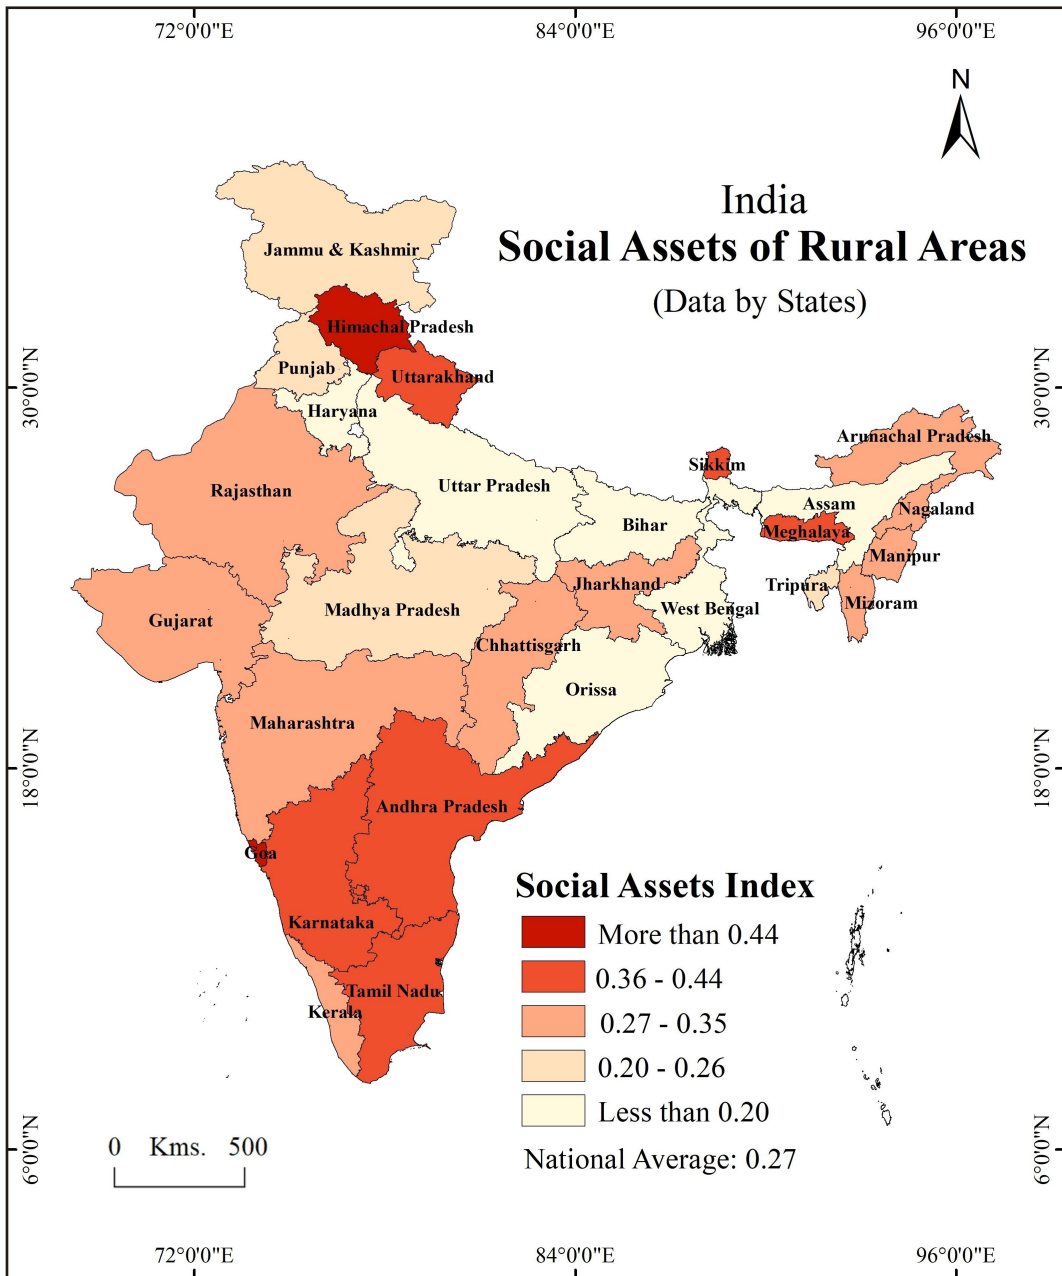 72°0'0"E 84°0'0"E 96°0'0"E
N
India
Social Assets of Rural Areas
(Data by States)
Jammu & Kashmir
Himachal Pradesh
Punjab
Uttarakhand
30°0'0"N 30°0'0"N
Haryana
Arunachal Pradesh
Sikkim
Rajasthan
Uttar Pradesh
Assam
Nagaland
Bihar
Meghalaya
Manipur
Jharkhand
Tripura
Madhya Pradesh
Mizoram
West Bengal
Gujarat
Chhattisgarh
Orissa
Maharashtra
18°0'0"N 18°0'0"N
Andhra Pradesh
Goa
Karnataka
Tamil Nadu
Kerala
Social Assets Index
More than 0.44
0.36 - 0.44
0.27 - 0.35
0.20 - 0.26
Less than 0.20
National Average: 0.27
6°0'0"N 6°0'0"N
0 Kms. 500
72°0'0"E 84°0'0"E 96°0'0"E